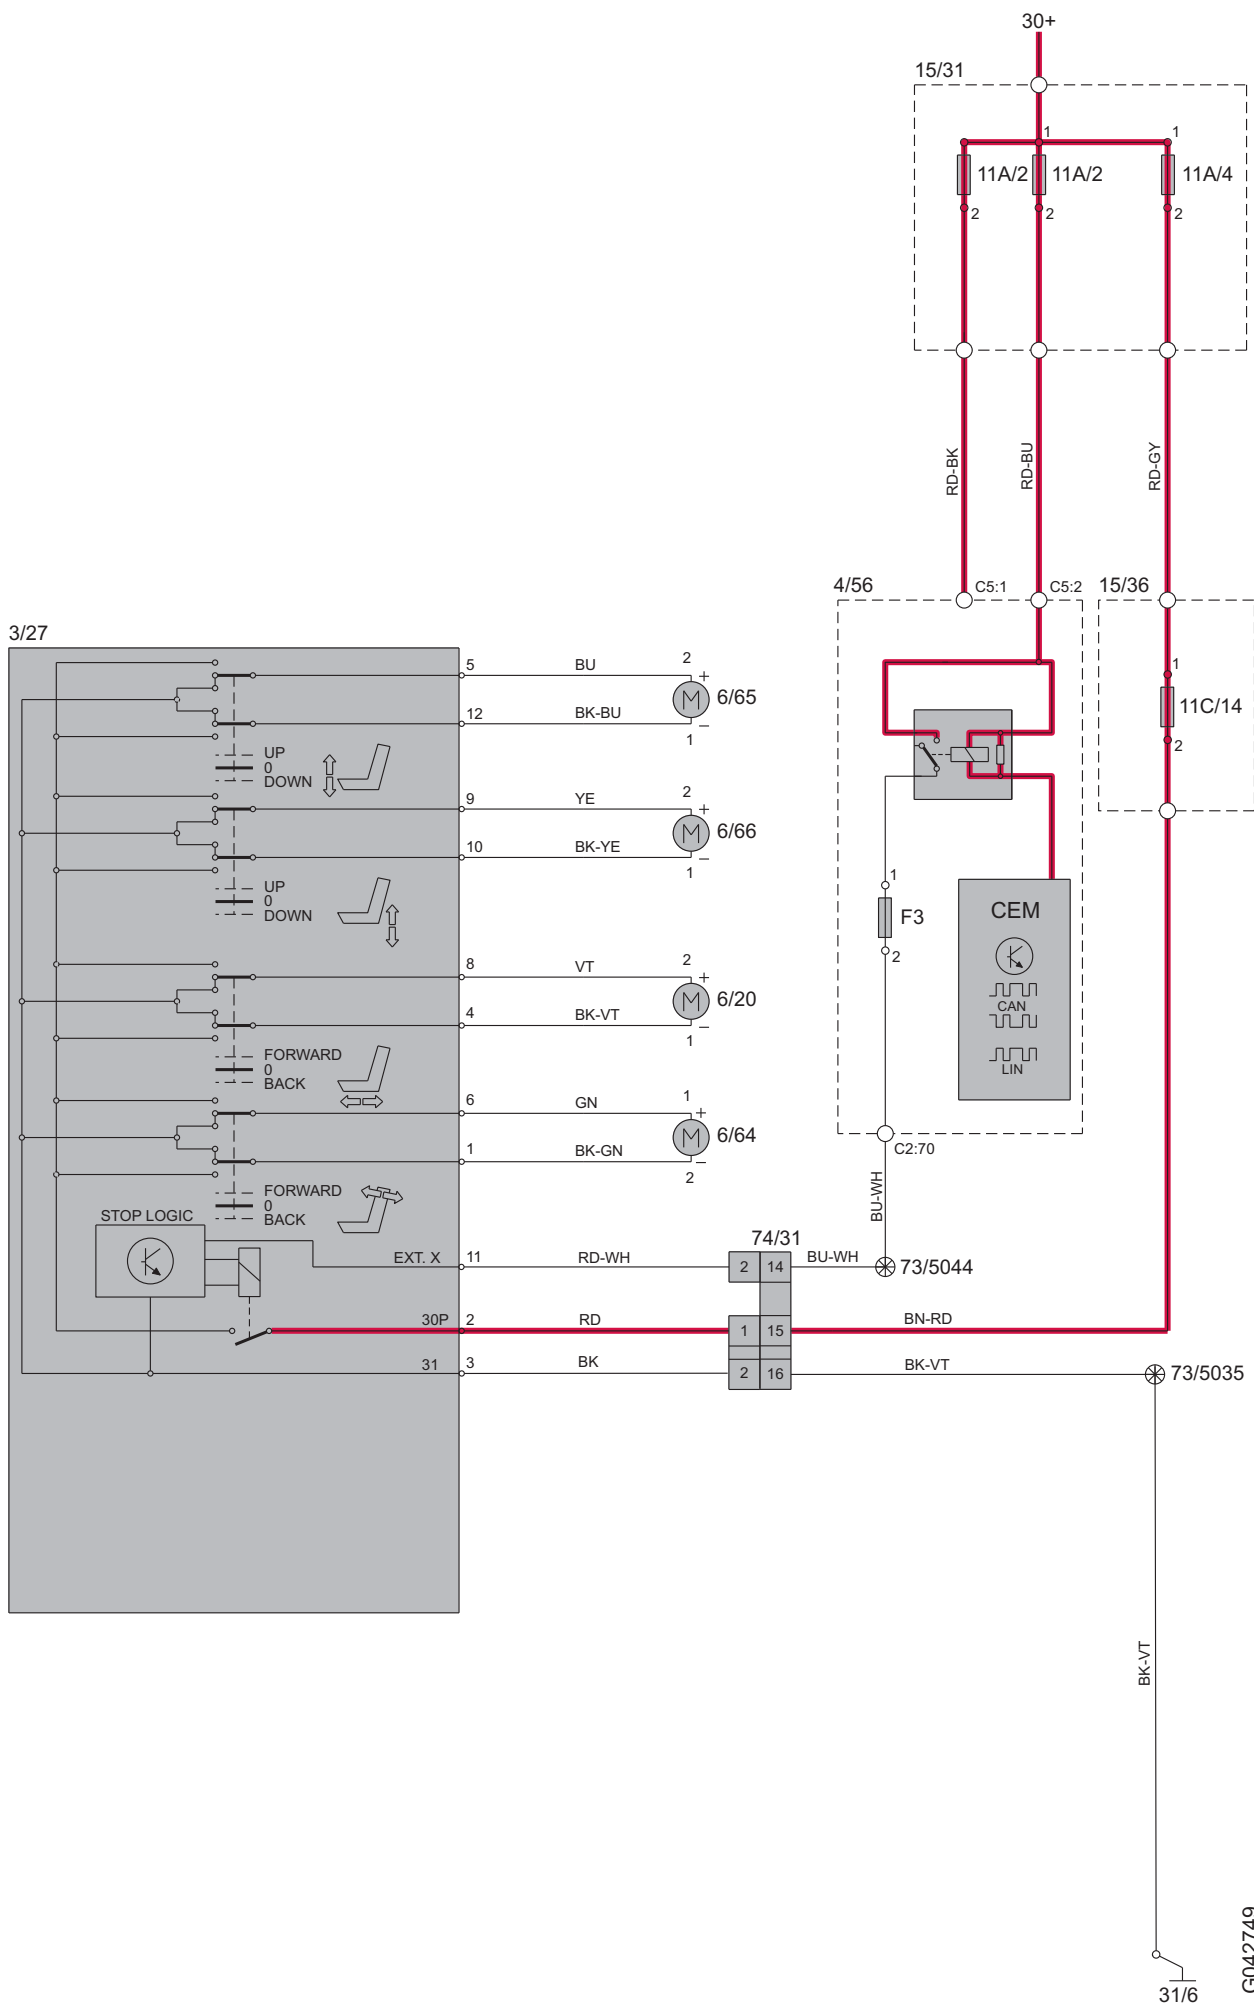 30+
15/31
1
1
11A/2
11A/2
11A/4
2
2
2
RD-BK
RD-BU
RD-GY
4/56
C5:1
C5:2
15/36
3/27
5
BU
2
+
M
6/65
12
BK-BU
–
1
UP
0
DOWN
1
11C/14
2
9
YE
2
+
M
6/66
10
BK-YE
–
1
UP
0
DOWN
1
F3
2
CEM
CAN
LIN
8
VT
2
+
M
6/20
4
BK-VT
–
1
FORWARD
0
BACK
6
GN
1
+
M
6/64
1
BK-GN
–
2
C2:70
FORWARD
0
BACK
BU-WH
STOP LOGIC
74/31
EXT. X
11
RD-WH
2
14
BU-WH
73/5044
30P
2
RD
1
15
BN-RD
31
3
BK
2
16
BK-VT
73/5035
BK-VT
31/6
G042749